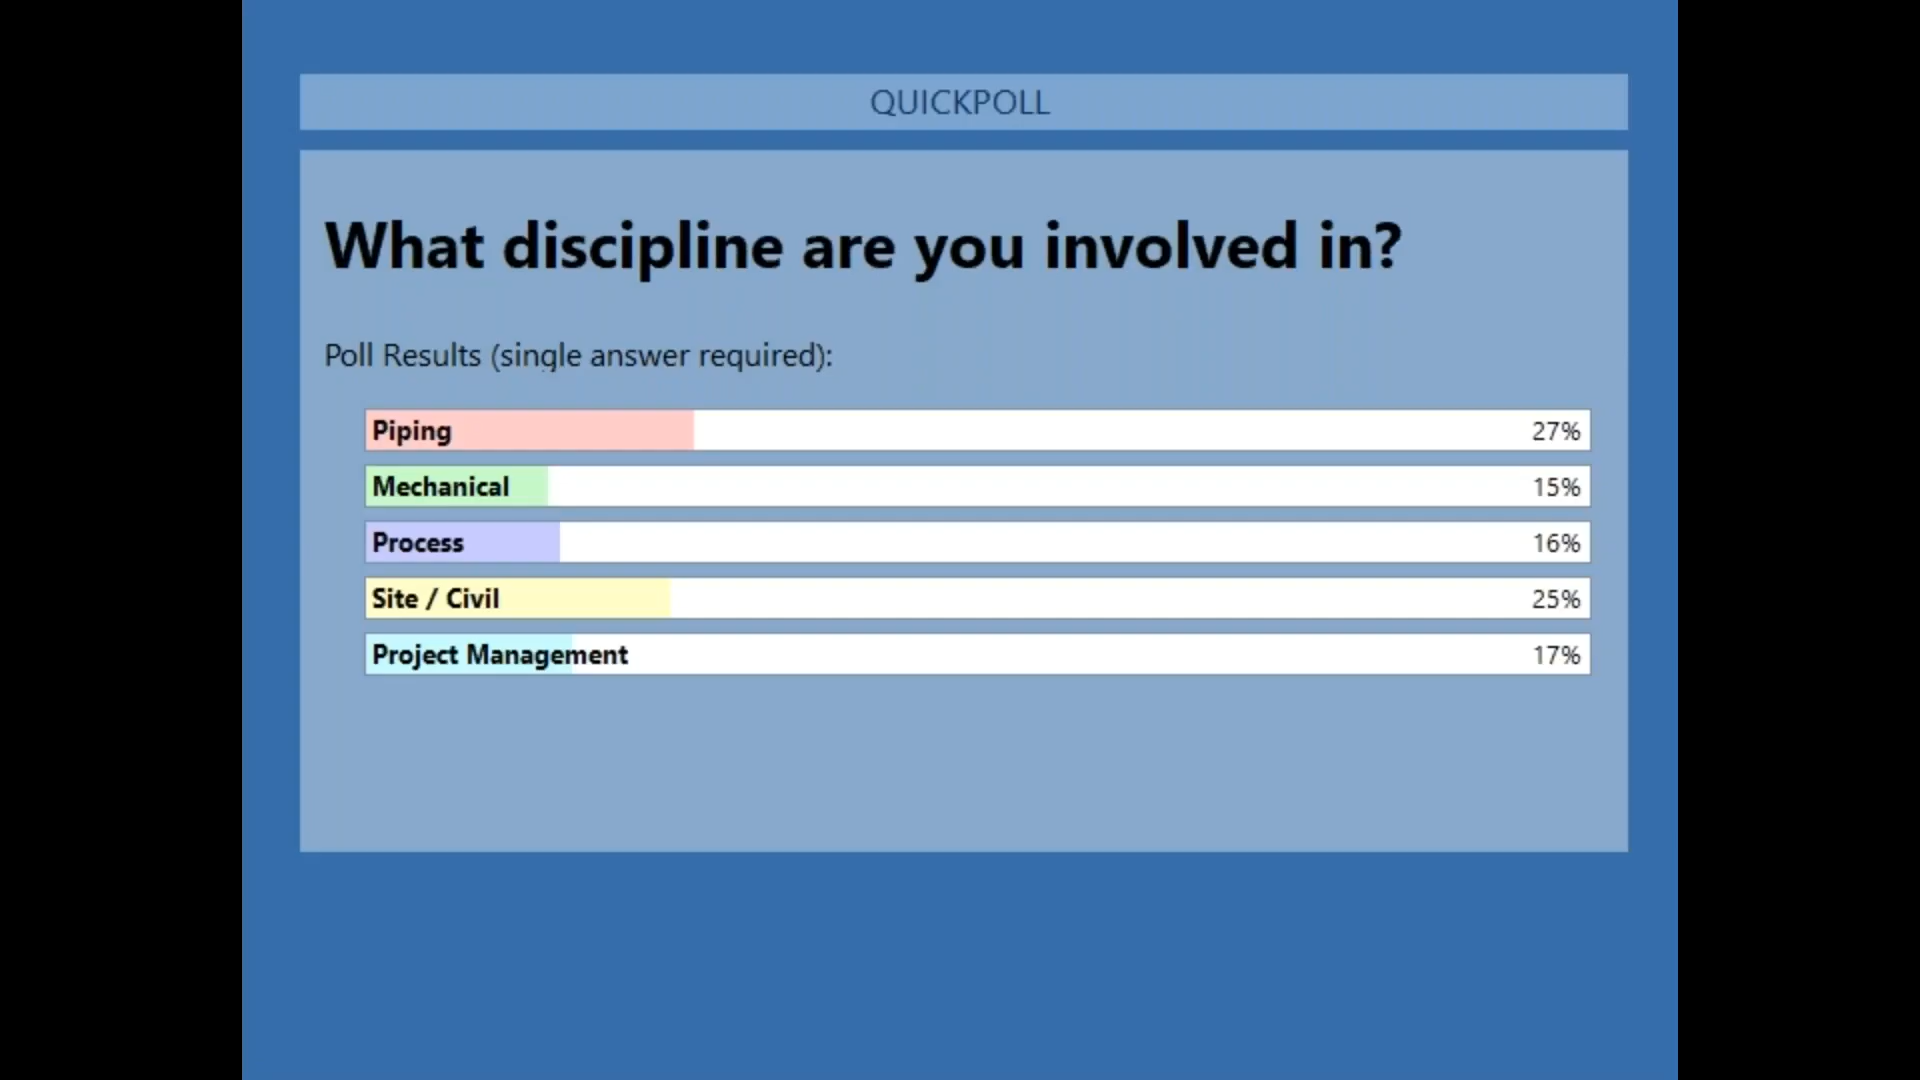 QUICKPOLL
What discipline are you involved in?
Poll Results (single answer required):
Piping 27%
Mechanical 15%
Process 16%
Site / Civil 25%
Project Management 17%